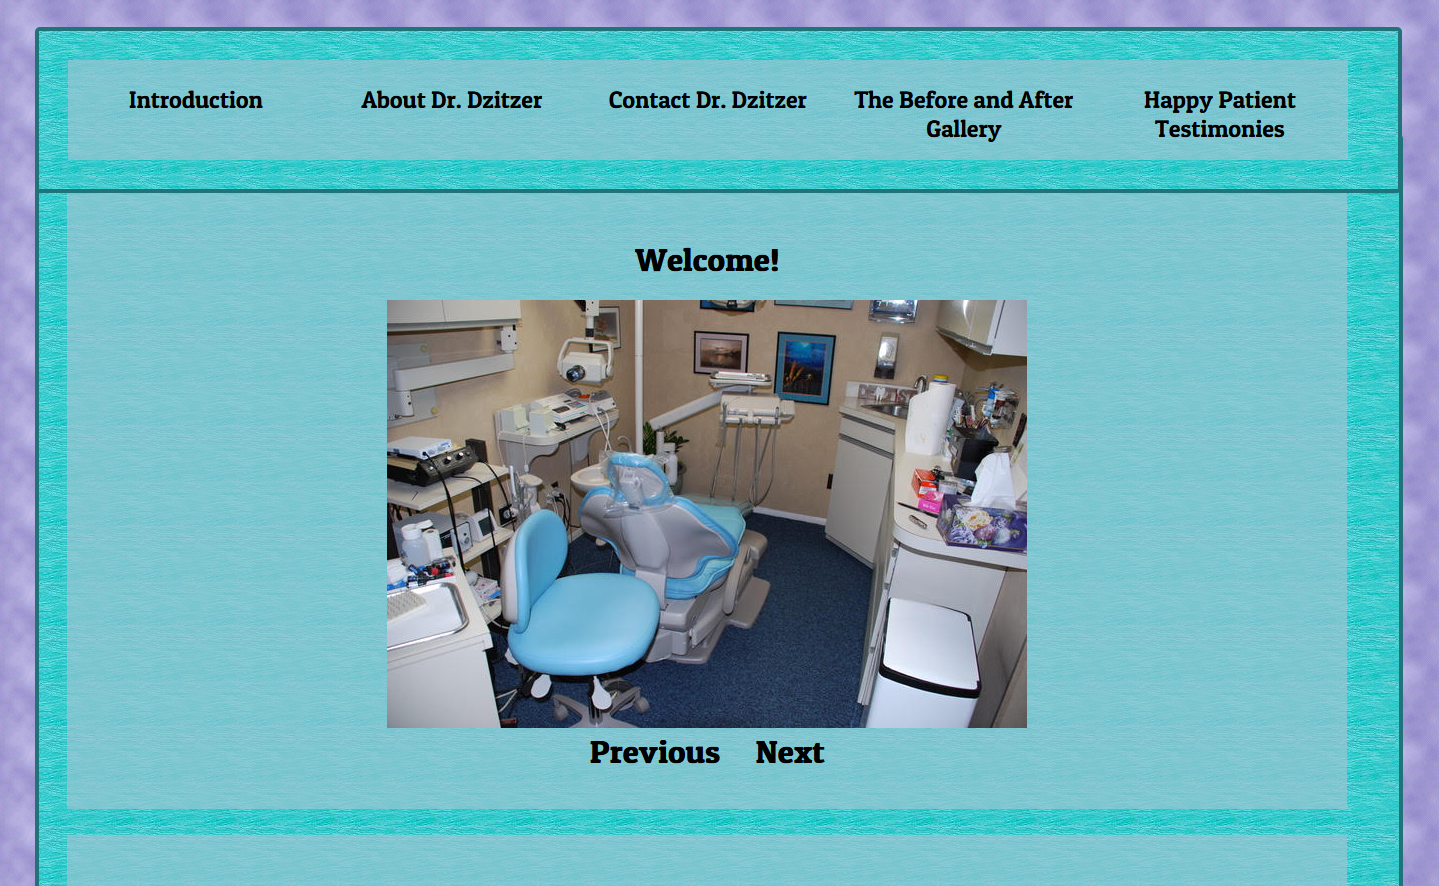 Introduction
About Dr. Dzitzer
Contact Dr. Dzitzer
The Before and After
Gallery
Happy Patient
Testimonies
Welcome!
Previous Next